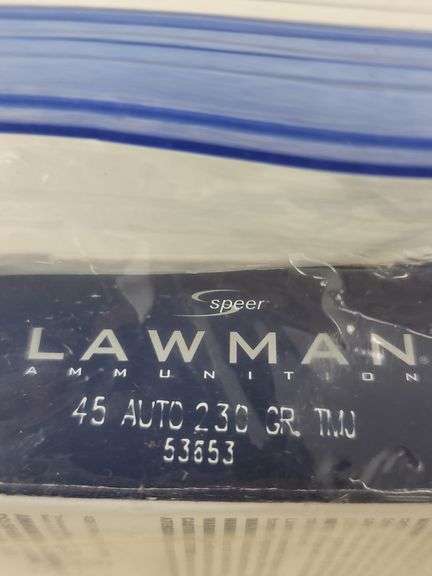 speer
LAWMAN®
AMMUNITION
45 AUTO 230 GR. TMJ
53653